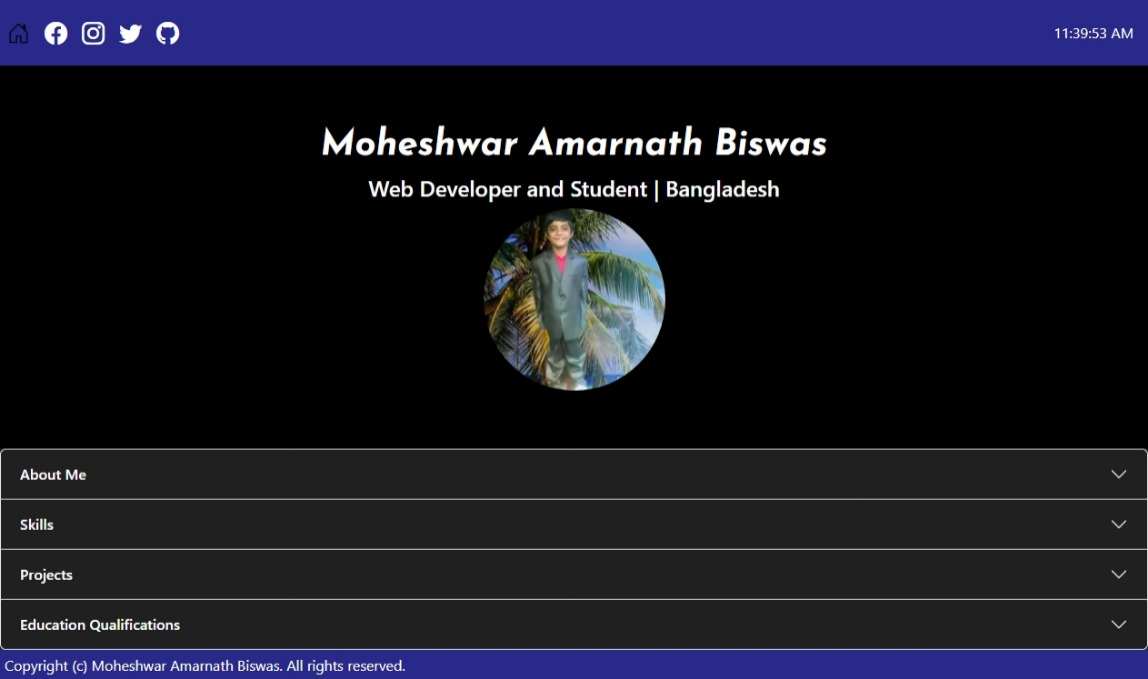 11:39:53 AM
Moheshwar Amarnath Biswas
Web Developer and Student | Bangladesh
About Me
Skills
Projects
Education Qualifications
Copyright (c) Moheshwar Amarnath Biswas. All rights reserved.